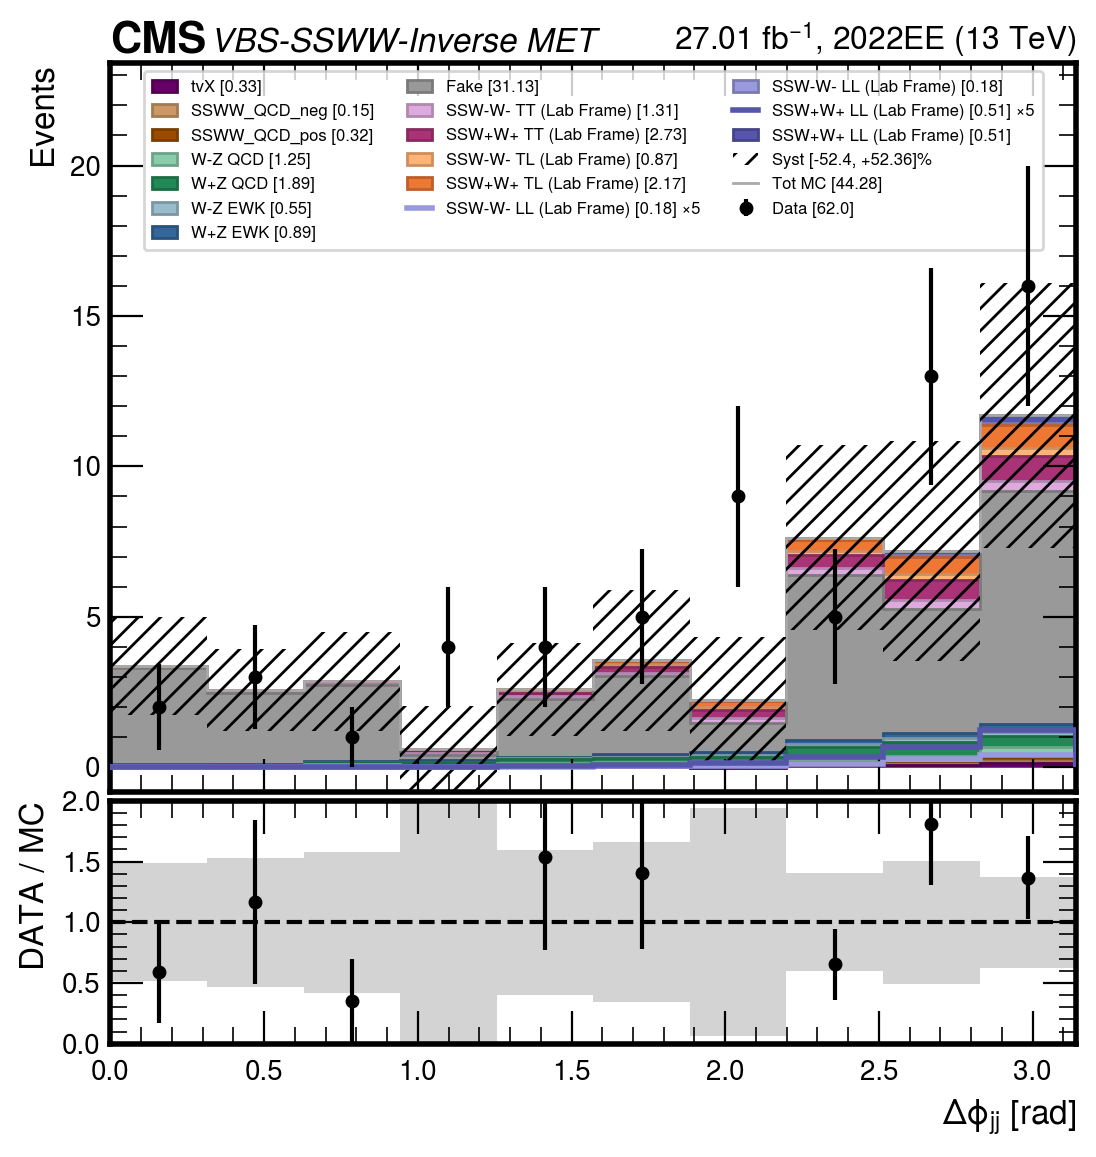 CMS VBS-SSWW-Inverse MET 27.01 fb⁻¹, 2022EE (13 TeV)
Events
tvX [0.33]
SSWW_QCD_neg [0.15]
SSWW_QCD_pos [0.32]
W-Z QCD [1.25]
W+Z QCD [1.89]
W-Z EWK [0.55]
W+Z EWK [0.89]
Fake [31.13]
SSW-W- TT (Lab Frame) [1.31]
SSW+W+ TT (Lab Frame) [2.73]
SSW-W- TL (Lab Frame) [0.87]
SSW+W+ TL (Lab Frame) [2.17]
SSW-W- LL (Lab Frame) [0.18] ×5
SSW-W- LL (Lab Frame) [0.18]
SSW+W+ LL (Lab Frame) [0.51] ×5
SSW+W+ LL (Lab Frame) [0.51]
Syst [-52.4, +52.36]%
Tot MC [44.28]
Data [62.0]
20
15
10
5
0
DATA / MC
2.0
1.5
1.0
0.5
0.0
0.0 0.5 1.0 1.5 2.0 2.5 3.0
Δϕjj [rad]